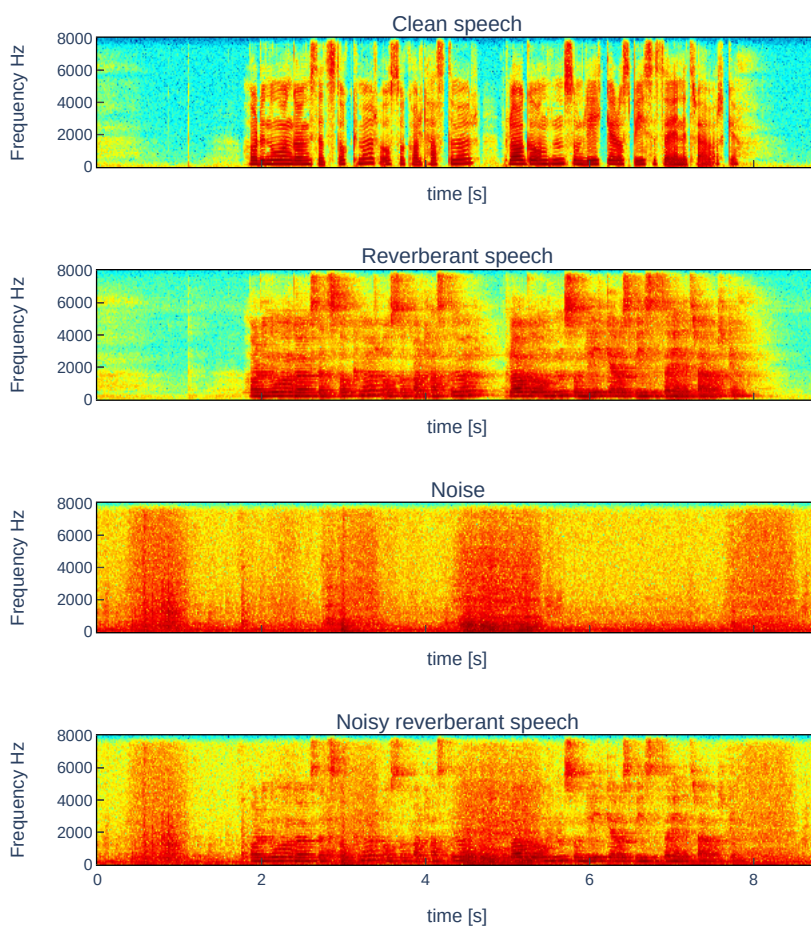 Clean speech
Frequency Hz
8000
6000
4000
2000
0
time [s]
Reverberant speech
Frequency Hz
8000
6000
4000
2000
0
time [s]
Noise
Frequency Hz
8000
6000
4000
2000
0
time [s]
Noisy reverberant speech
Frequency Hz
8000
6000
4000
2000
0
0 2 4 6 8
time [s]